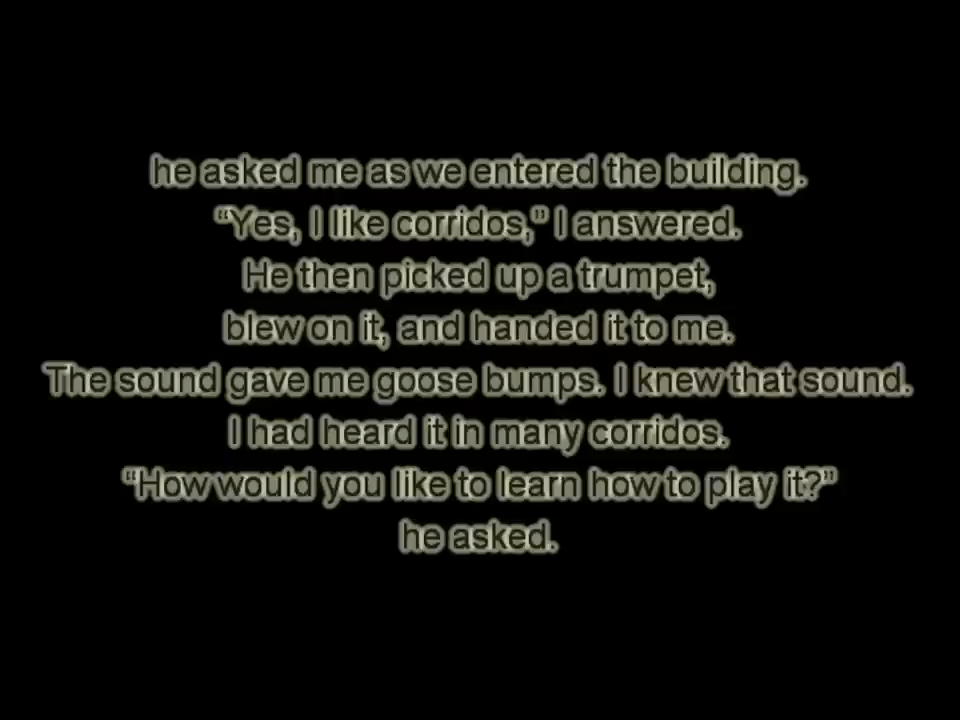 he asked me as we entered the building.
“Yes, I like corridos,” I answered.
He then picked up a trumpet,
blew on it, and handed it to me.
The sound gave me goose bumps. I knew that sound.
I had heard it in many corridos.
“How would you like to learn how to play it?”
he asked.